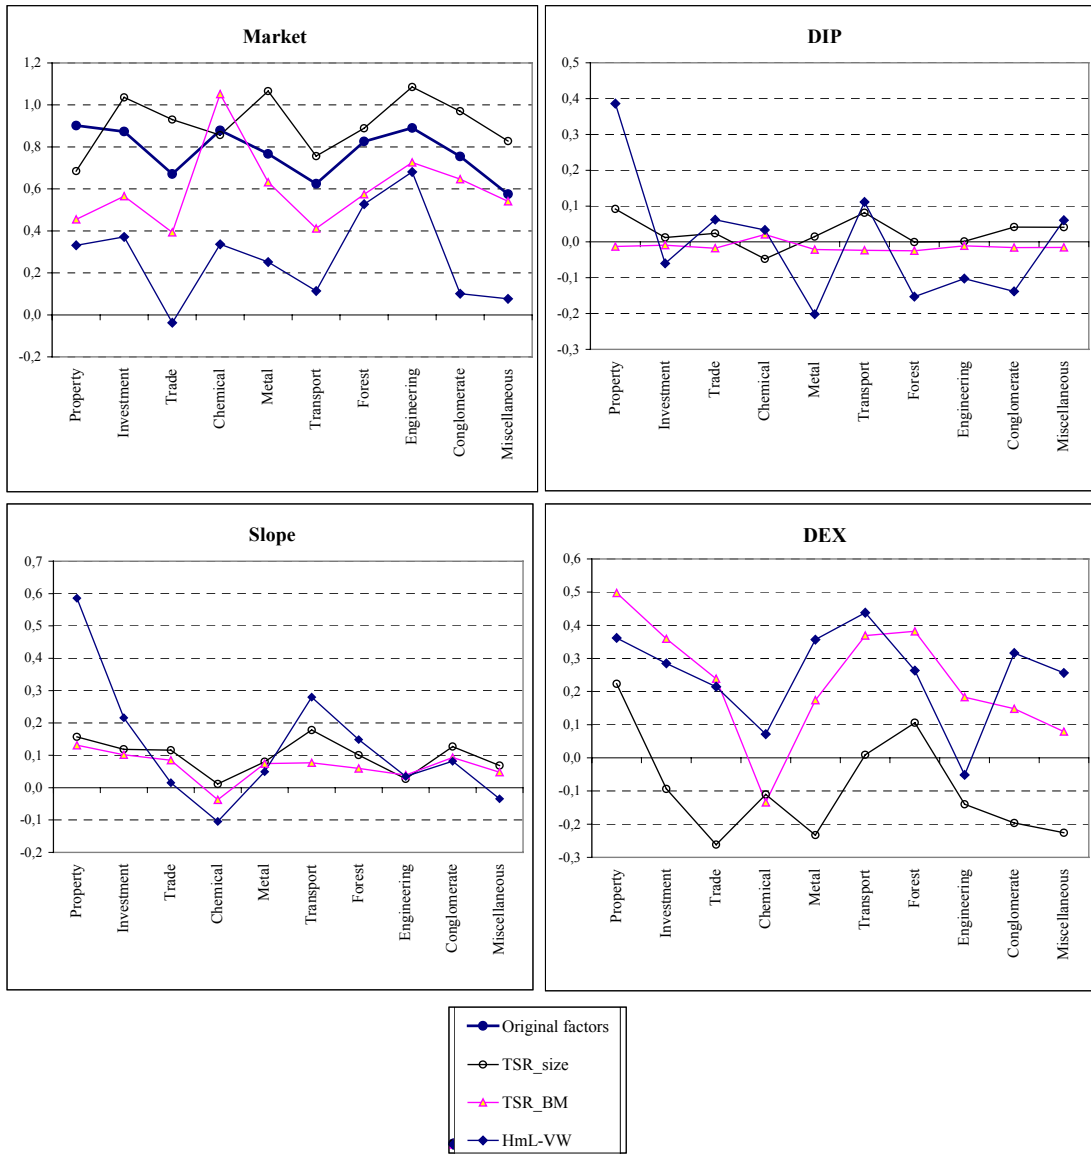 Market
1,2
1,0
0,8
0,6
0,4
0,2
0,0
-0,2
Property
Investment
Trade
Chemical
Metal
Transport
Forest
Engineering
Conglomerate
Miscellaneous
DIP
0,5
0,4
0,3
0,2
0,1
0,0
-0,1
-0,2
-0,3
Property
Investment
Trade
Chemical
Metal
Transport
Forest
Engineering
Conglomerate
Miscellaneous
Slope
0,7
0,6
0,5
0,4
0,3
0,2
0,1
0,0
-0,1
-0,2
Property
Investment
Trade
Chemical
Metal
Transport
Forest
Engineering
Conglomerate
Miscellaneous
DEX
0,6
0,5
0,4
0,3
0,2
0,1
0,0
-0,1
-0,2
-0,3
Property
Investment
Trade
Chemical
Metal
Transport
Forest
Engineering
Conglomerate
Miscellaneous
Original factors
TSR_size
TSR_BM
HmL-VW